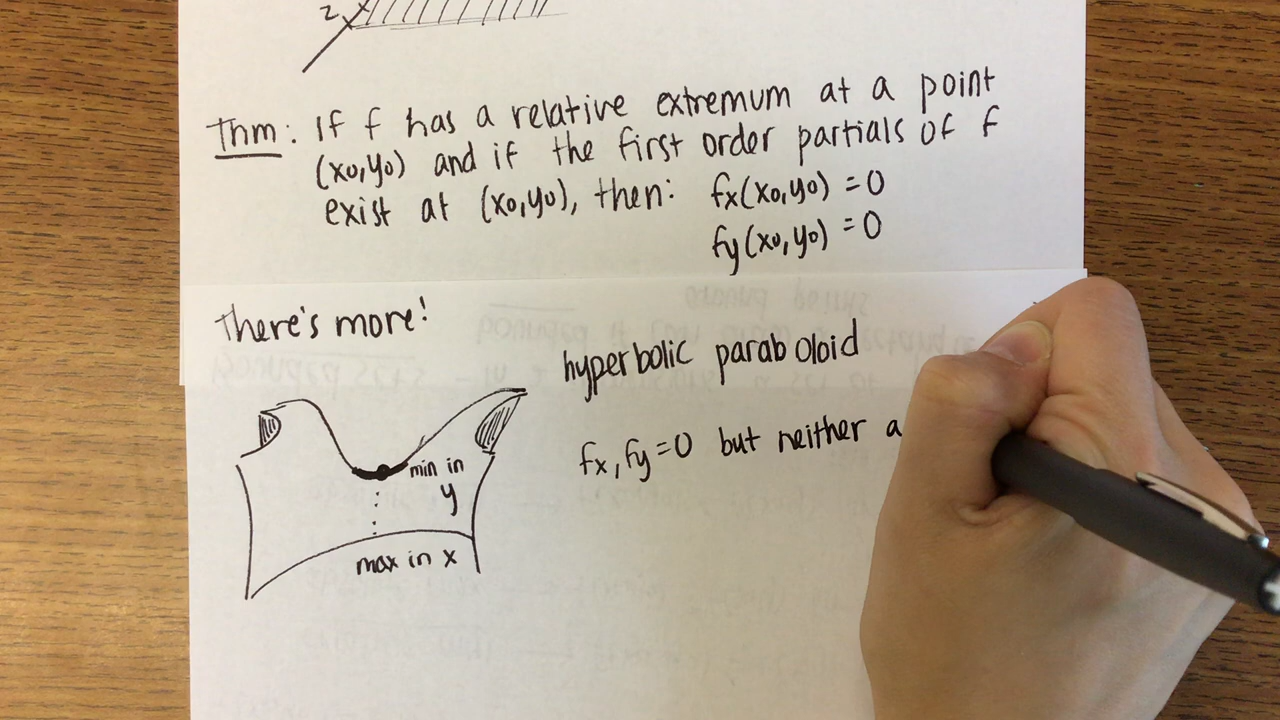 z
Thm: If f has a relative extremum at a point
(x0,y0) and if the first order partials of f
exist at (x0,y0), then: fx(x0,y0) = 0
fy(x0,y0) = 0
There's more!
hyperbolic paraboloid
fx, fy=0 but neither a
min in
y
max in x